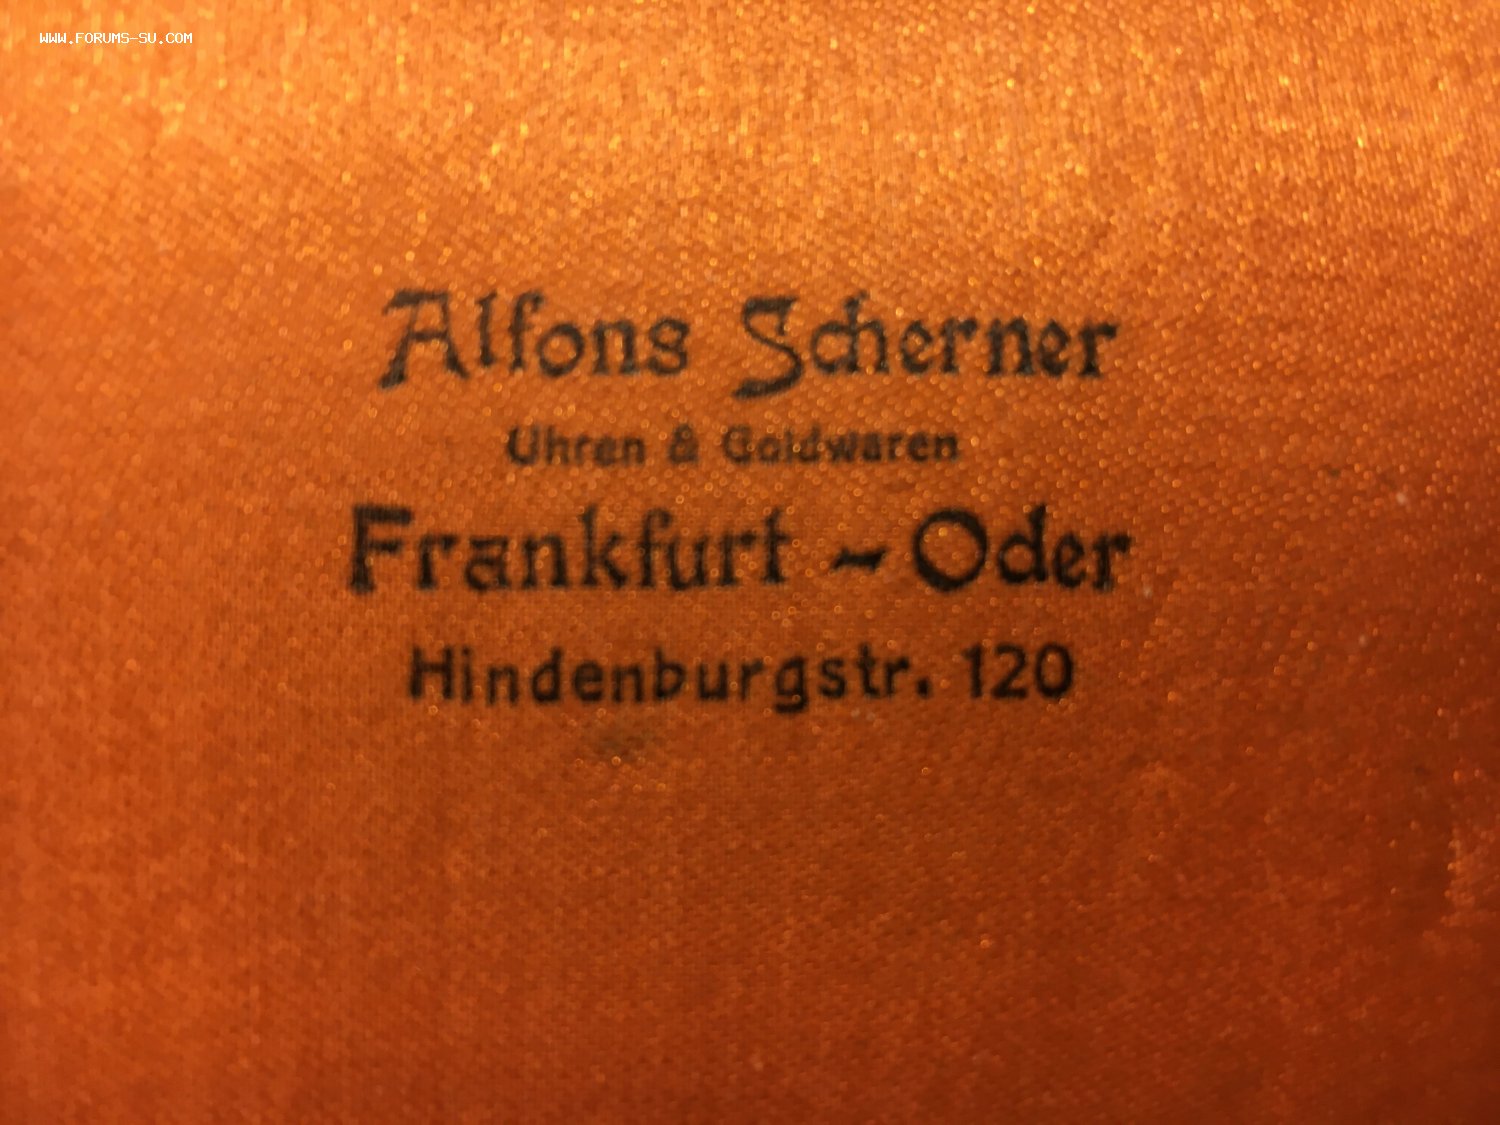 www.forums-su.com
Alfons Scherner
Uhren & Goldwaren
Frankfurt - Oder
Hindenburgstr. 120